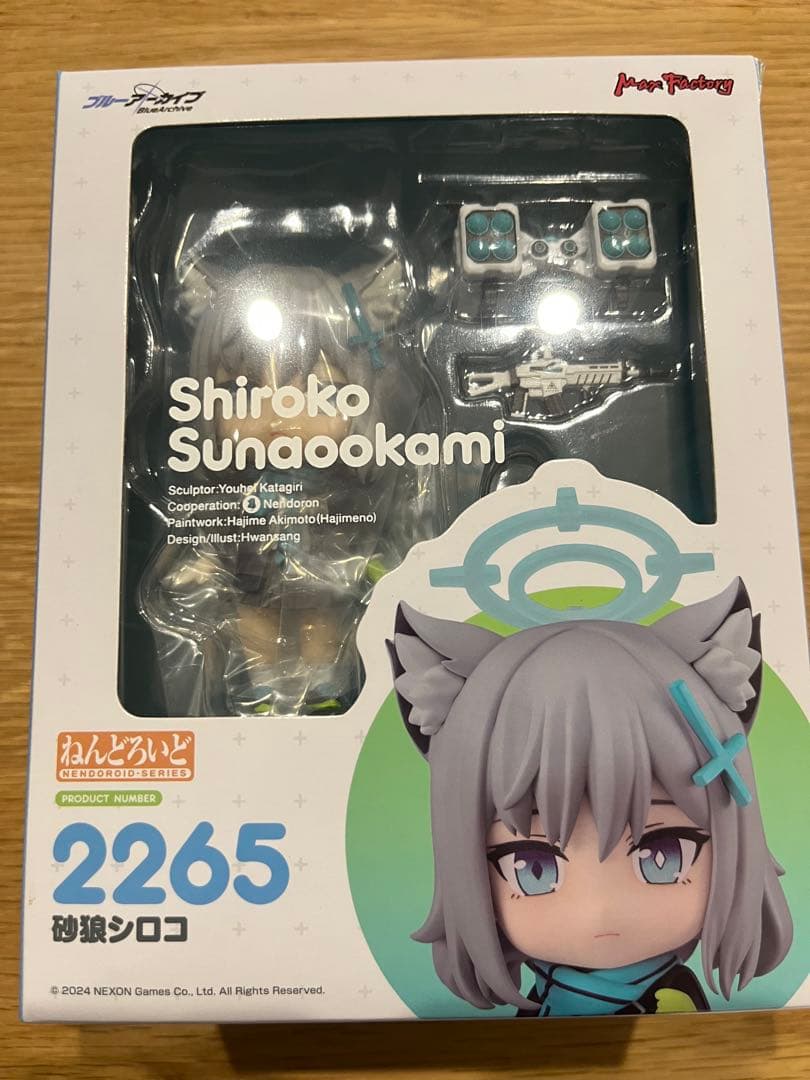 ブルーアーカイブ
BlueArchive
Max Factory
Shiroko
Sunaookami
Sculptor:Youhei Katagiri
Cooperation: Nendoron
Paintwork:Hajime Akimoto(Hajimeno)
Design/Illust:Hwansang
ねんどろいど
NENDOROID-SERIES
PRODUCT NUMBER
2265
砂狼シロコ
© 2024 NEXON Games Co., Ltd. All Rights Reserved.